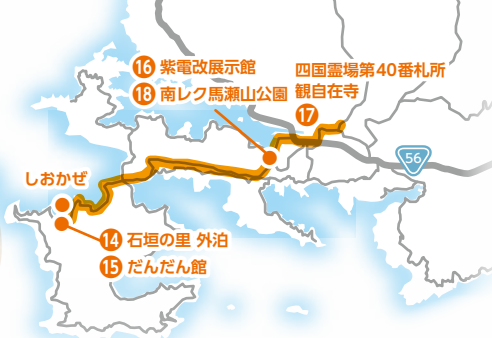 ⑯ 紫電改展示館
⑱ 南レク馬瀬山公園
四国霊場第40番札所
観自在寺
⑰
56
しおかぜ
⑭ 石垣の里 外泊
⑮ だんだん館